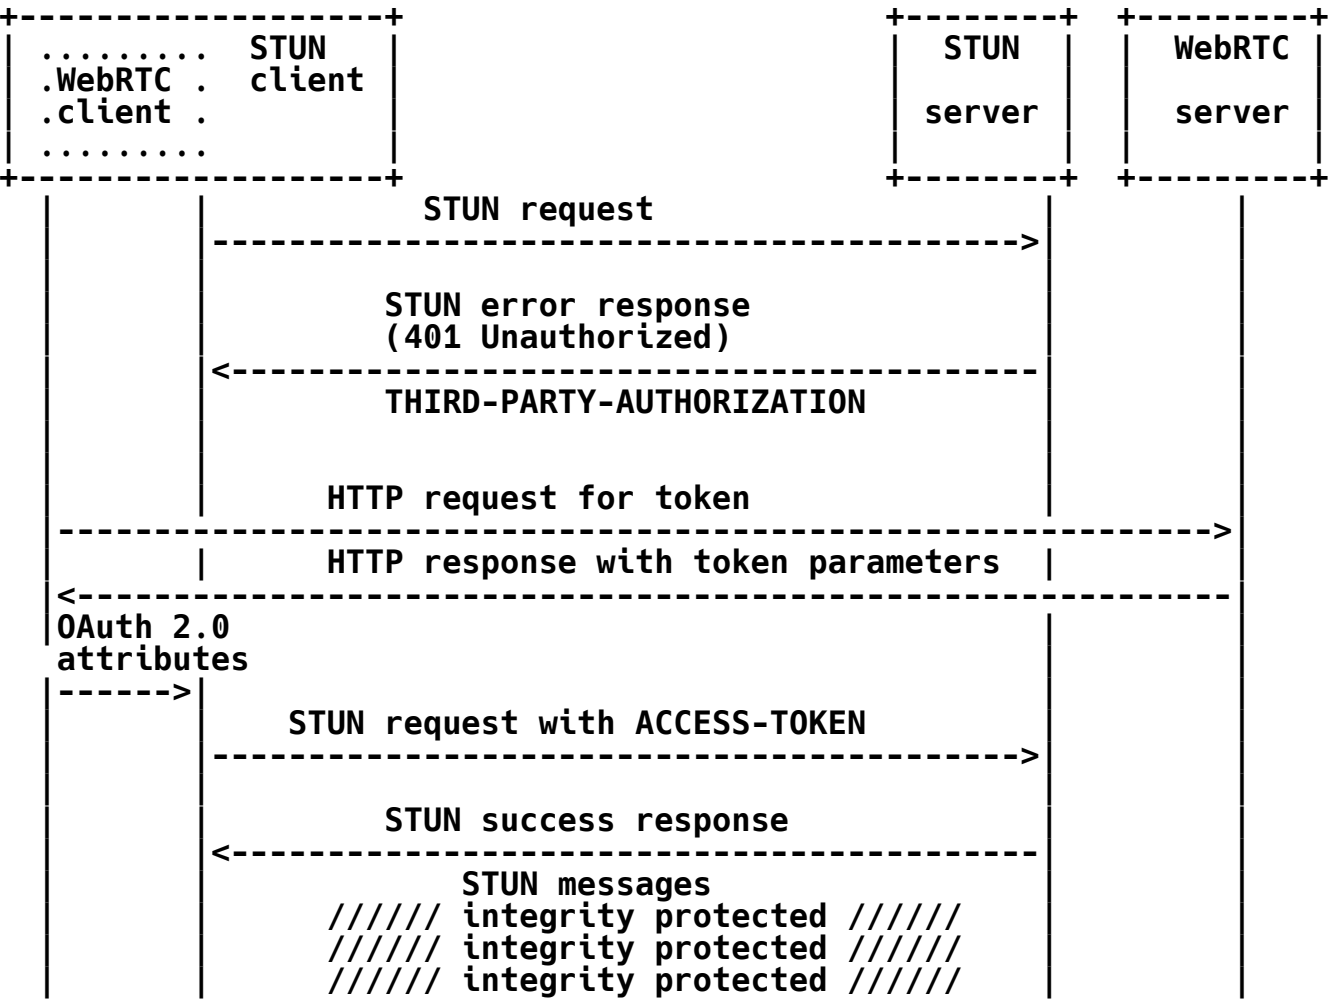 +-------------------+                         +--------+  +---------+
|  .........  STUN   |                         |  STUN  |  |  WebRTC |
|  .WebRTC .  client |                         |        |  |         |
|  .client .         |                         | server |  |  server |
|  .........         |                         |        |  |         |
+-------------------+                         +--------+  +---------+
  |       |           STUN request                    |         |
  |       |------------------------------------------>|         |
  |       |         STUN error response               |         |
  |       |         (401 Unauthorized)                |         |
  |       |<------------------------------------------|         |
  |       |         THIRD-PARTY-AUTHORIZATION         |         |
  |       |      HTTP request for token               |         |
  |------------------------------------------------------------>|
  |       |      HTTP response with token parameters  |         |
  |<------------------------------------------------------------|
  |OAuth 2.0                                          |         |
   attributes                                         |         |
  |------>|                                           |         |
  |       |    STUN request with ACCESS-TOKEN         |         |
  |       |------------------------------------------>|         |
  |       |         STUN success response             |         |
  |       |<------------------------------------------|         |
  |       |             STUN messages                 |         |
  |       |      ////// integrity protected //////    |         |
  |       |      ////// integrity protected //////    |         |
  |       |      ////// integrity protected //////    |         |